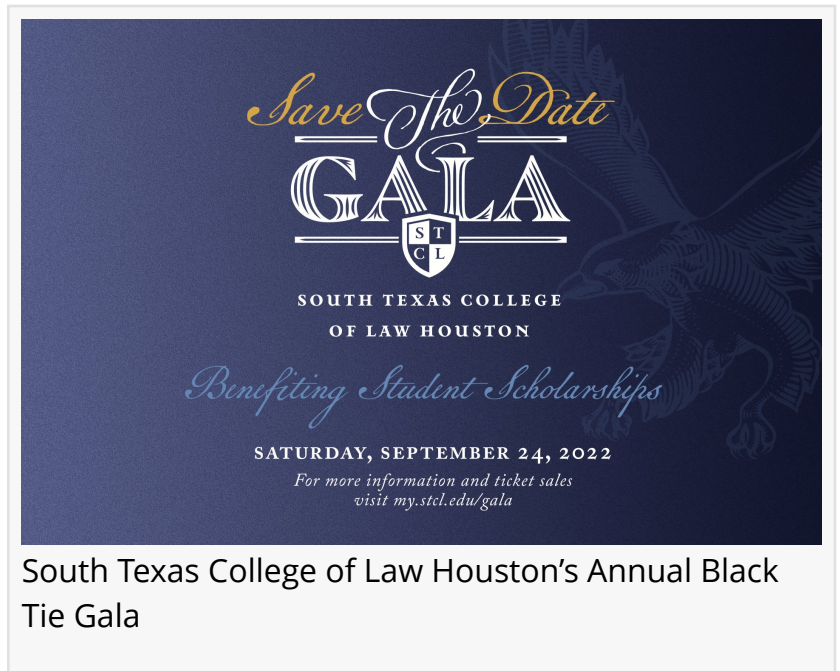 Save The Date
GALA
S T
C L
SOUTH TEXAS COLLEGE
OF LAW HOUSTON
Benefiting Student Scholarships
SATURDAY, SEPTEMBER 24, 2022
For more information and ticket sales
visit my.stcl.edu/gala
South Texas College of Law Houston’s Annual Black
Tie Gala